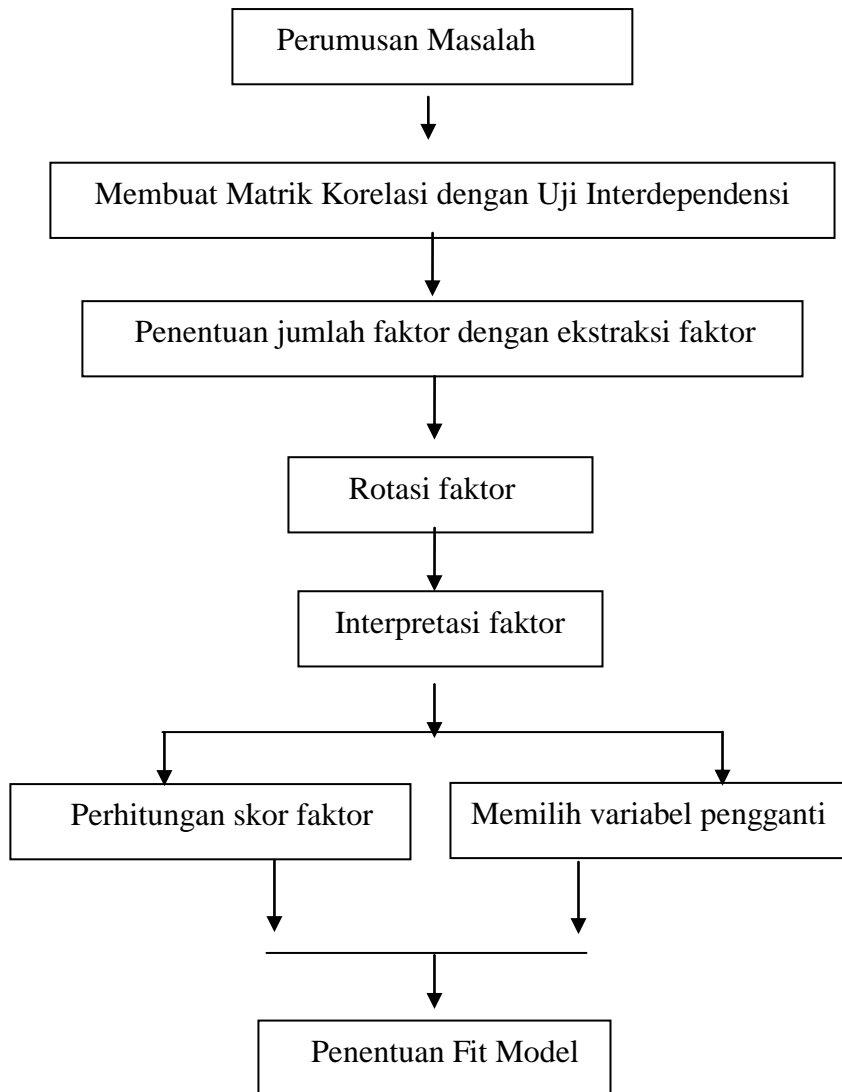 Perumusan Masalah
Membuat Matrik Korelasi dengan Uji Interdependensi
Penentuan jumlah faktor dengan ekstraksi faktor
Rotasi faktor
Interpretasi faktor
Perhitungan skor faktor
Memilih variabel pengganti
Penentuan Fit Model